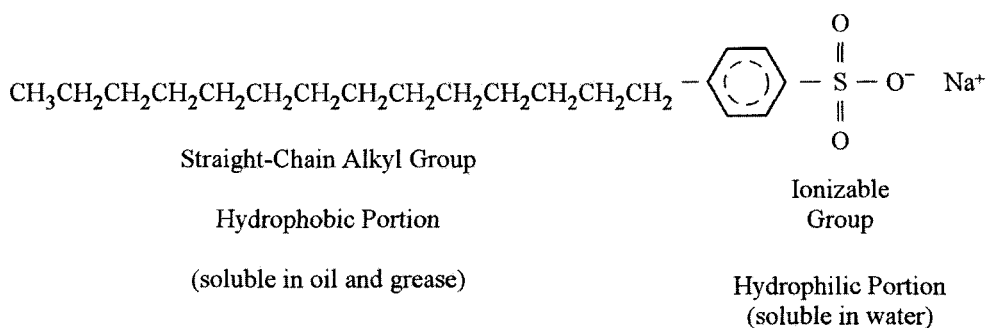 O
||
CH₃CH₂CH₂CH₂CH₂CH₂CH₂CH₂CH₂CH₂CH₂CH₂CH₂CH₂ – – S – O⁻ Na⁺
||
O
Straight-Chain Alkyl Group
Ionizable
Group
Hydrophobic Portion
(soluble in oil and grease)
Hydrophilic Portion
(soluble in water)